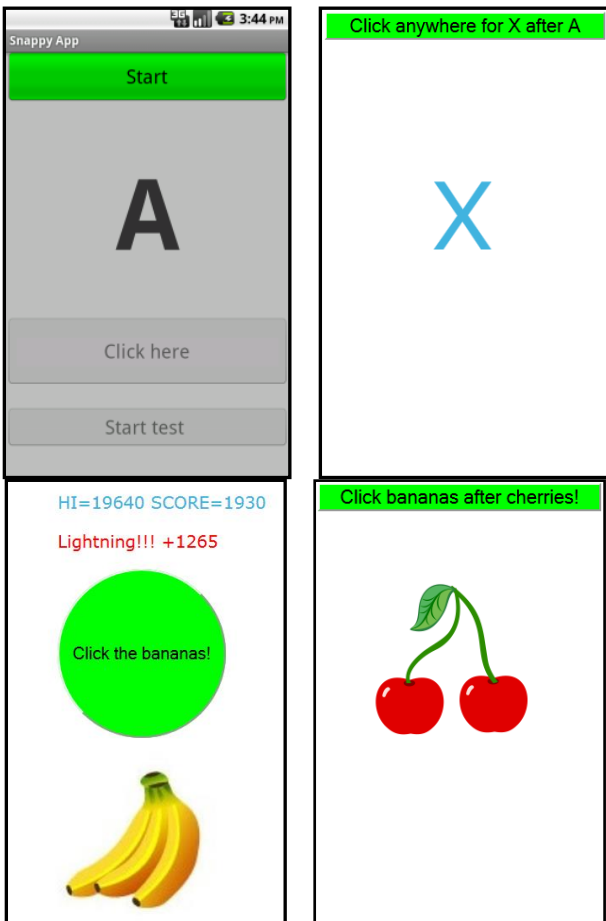 3G 3:44 PM
Snappy App
Start
A
Click here
Start test
Click anywhere for X after A
X
HI=19640 SCORE=1930
Lightning!!! +1265
Click the bananas!
Click bananas after cherries!